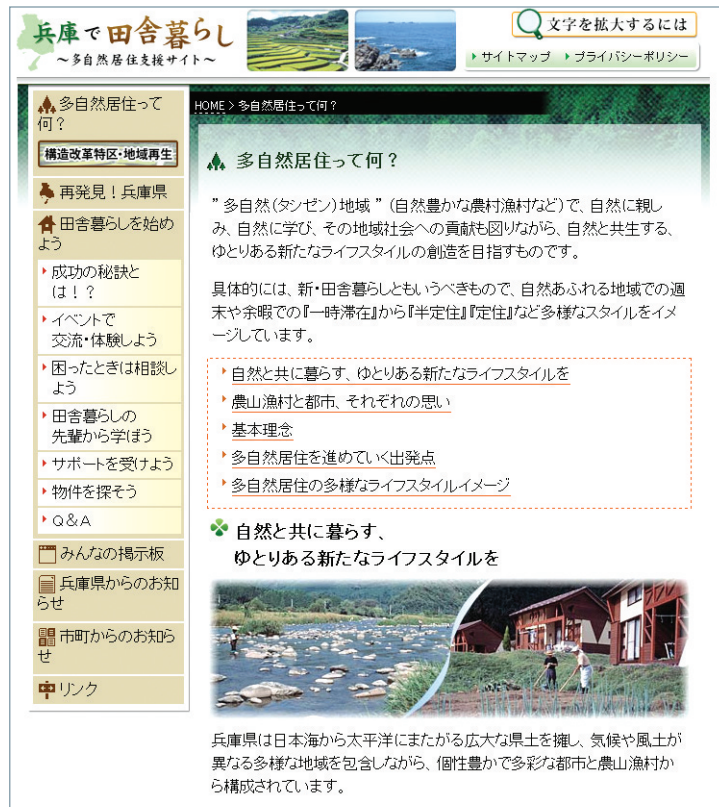 兵庫で田舎暮らし
～多自然居住支援サイト～
文字を拡大するには
サイトマップ
プライバシーポリシー
多自然居住って
何？
構造改革特区・地域再生
再発見！兵庫県
田舎暮らしを始め
よう
成功の秘訣と
は！？
イベントで
交流・体験しよう
困ったときは相談し
よう
田舎暮らしの
先輩から学ぼう
サポートを受けよう
物件を探そう
Q&A
みんなの掲示板
兵庫県からのお知
らせ
市町からのお知ら
せ
リンク
HOME > 多自然居住って何？
多自然居住って何？
”多自然（タシゼン）地域”（自然豊かな農村漁村など）で、自然に親し
み、自然に学び、その地域社会への貢献も図りながら、自然と共生する、
ゆとりある新たなライフスタイルの創造を目指すものです。
具体的には、新・田舎暮らしともいうべきもので、自然あふれる地域での週
末や余暇での『一時滞在』から『半定住』『定住』など多様なスタイルをイメ
ージしています。
自然と共に暮らす、ゆとりある新たなライフスタイルを
農山漁村と都市、それぞれの思い
基本理念
多自然居住を進めていく出発点
多自然居住の多様なライフスタイルイメージ
自然と共に暮らす、
ゆとりある新たなライフスタイルを
兵庫県は日本海から太平洋にまたがる広大な県土を擁し、気候や風土が
異なる多様な地域を包含しながら、個性豊かで多彩な都市と農山漁村か
ら構成されています。